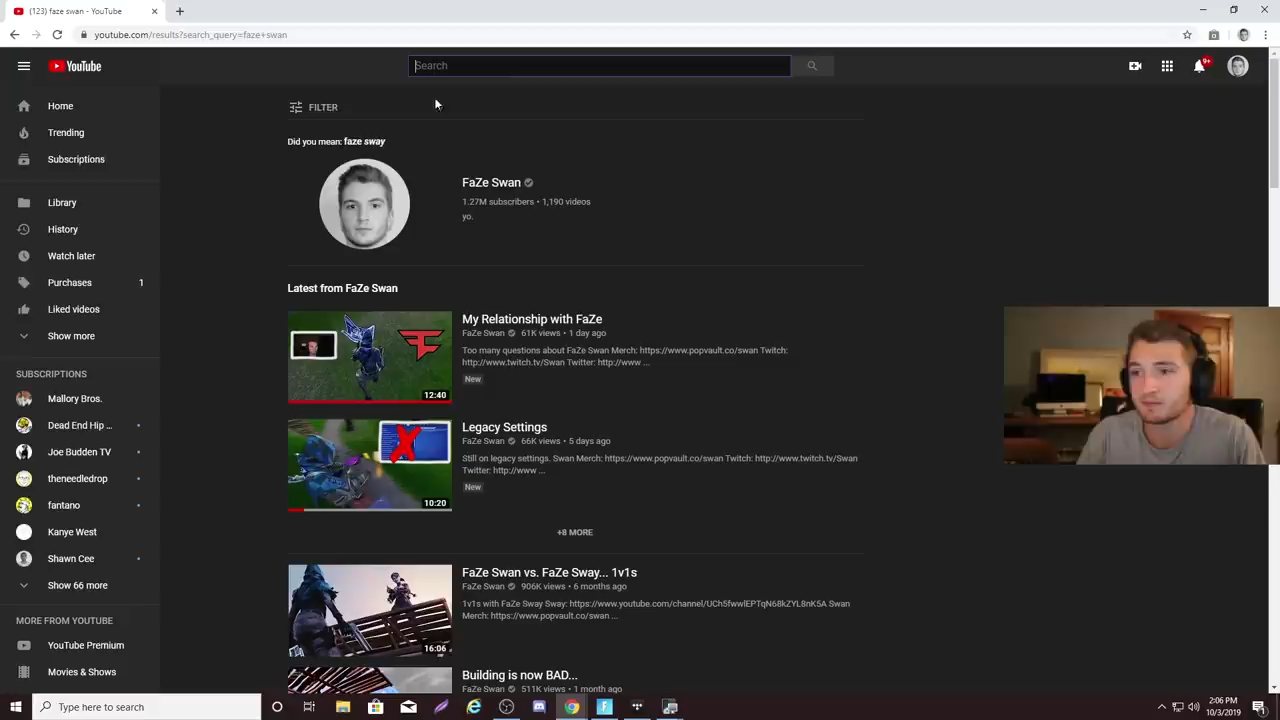 (123) faze swan - YouTube
youtube.com/results?search_query=faze+swan
YouTube
Search
9+
Home
Trending
Subscriptions
Library
History
Watch later
Purchases 1
Liked videos
Show more
SUBSCRIPTIONS
Mallory Bros.
Dead End Hip ...
Joe Budden TV
theneedledrop
fantano
Kanye West
Shawn Cee
Show 66 more
MORE FROM YOUTUBE
YouTube Premium
Movies & Shows
FILTER
Did you mean: faze sway
FaZe Swan
1.27M subscribers • 1,190 videos
yo.
Latest from FaZe Swan
12:40
My Relationship with FaZe
FaZe Swan 61K views • 1 day ago
Too many questions about FaZe Swan Merch: https://www.popvault.co/swan Twitch:
http://www.twitch.tv/Swan Twitter: http://www ...
New
10:20
Legacy Settings
FaZe Swan 66K views • 5 days ago
Still on legacy settings. Swan Merch: https://www.popvault.co/swan Twitch: http://www.twitch.tv/Swan
Twitter: http://www ...
New
+8 MORE
16:06
FaZe Swan vs. FaZe Sway... 1v1s
FaZe Swan 906K views • 6 months ago
1v1s with FaZe Sway Sway: https://www.youtube.com/channel/UCh5fwwlEPTqN68kZYL8nK5A Swan
Merch: https://www.popvault.co/swan ...
Building is now BAD...
FaZe Swan 511K views • 1 month ago
Type here to search
2:06 PM
10/3/2019
1